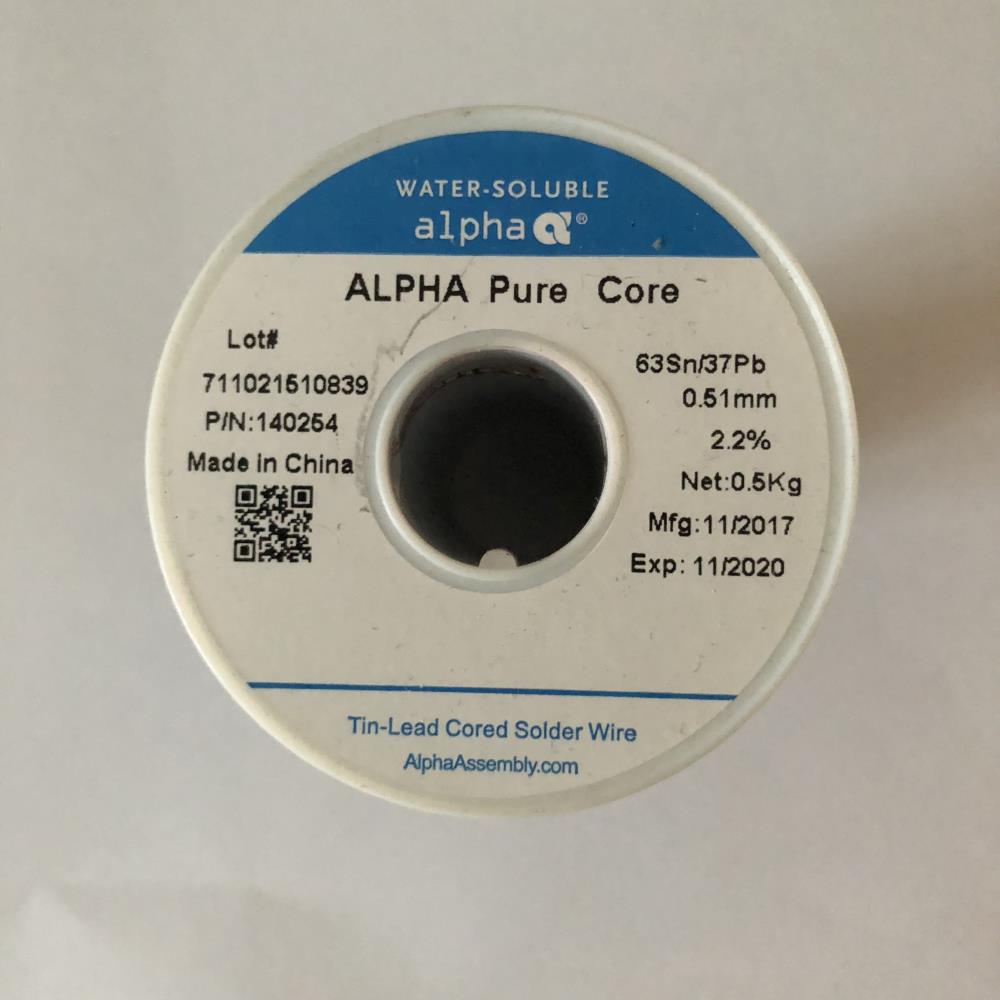 WATER-SOLUBLE
alpha α®
ALPHA Pure Core
Lot#
711021510839
P/N:140254
Made in China
63Sn/37Pb
0.51mm
2.2%
Net:0.5Kg
Mfg:11/2017
Exp: 11/2020
Tin-Lead Cored Solder Wire
AlphaAssembly.com